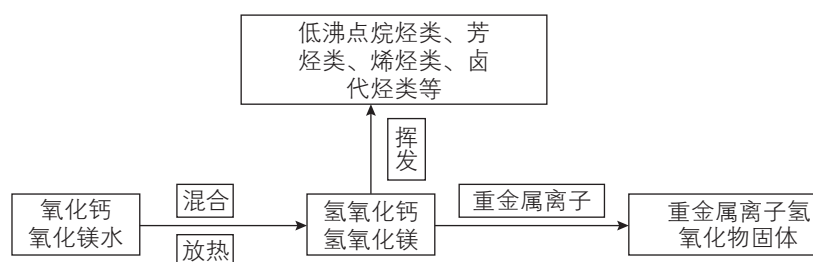 低沸点烷烃类、芳
烃类、烯烃类、卤
代烃类等
挥
发
混合
重金属离子
氧化钙
氧化镁水
氢氧化钙
氢氧化镁
重金属离子氢
氧化物固体
放热